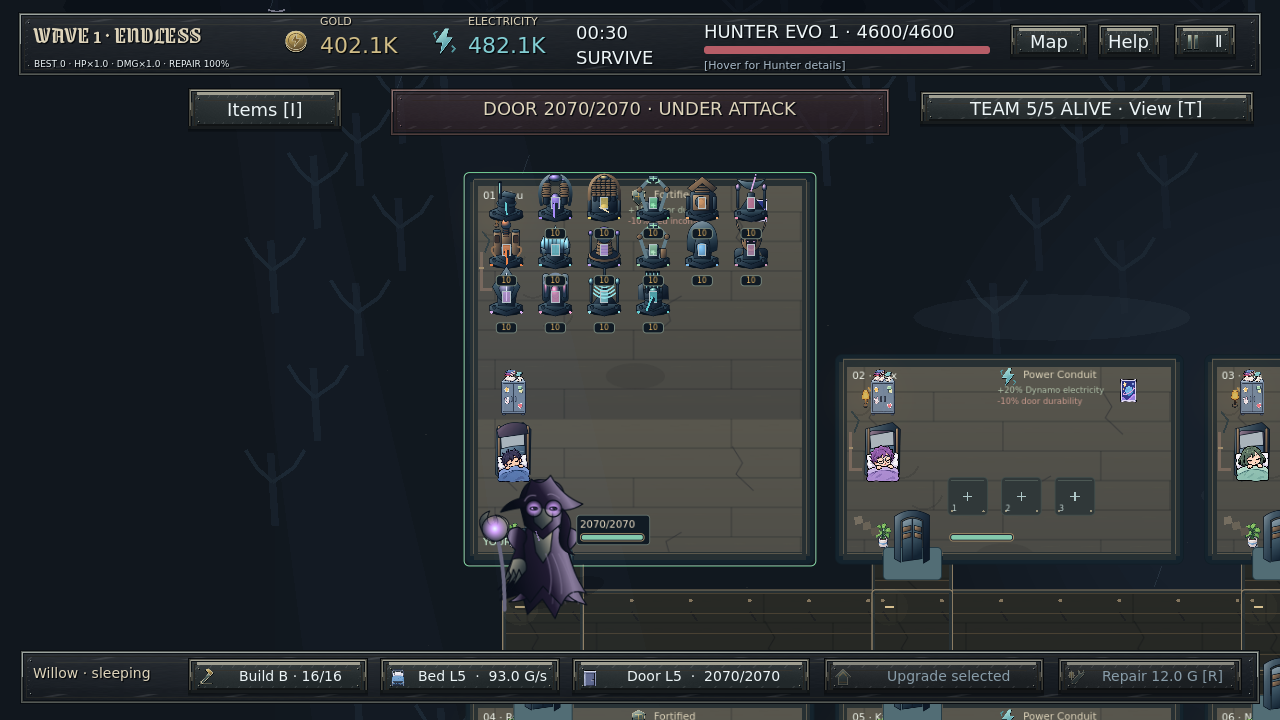 WAVE 1 · ENDLESS
BEST 0 · HP×1.0 · DMG×1.0 · REPAIR 100%
GOLD
402.1K
ELECTRICITY
482.1K
00:30
SURVIVE
HUNTER EVO 1 · 4600/4600
[Hover for Hunter details]
Map
Help
II
Items [I]
DOOR 2070/2070 · UNDER ATTACK
TEAM 5/5 ALIVE · View [T]
01
Fortifie
10 10 10 10 10
10 10 10 10 10 10
10 10 10 10
2070/2070
02 ·
Power Conduit
+20% Dynamo electricity
-10% door durability
+ + +
1 2 3
03 ·
Willow · sleeping
Build B · 16/16
Bed L5 · 93.0 G/s
Door L5 · 2070/2070
Upgrade selected
Repair 12.0 G [R]
04 · R
Fortified
05 · K
Power Conduit
06 · N